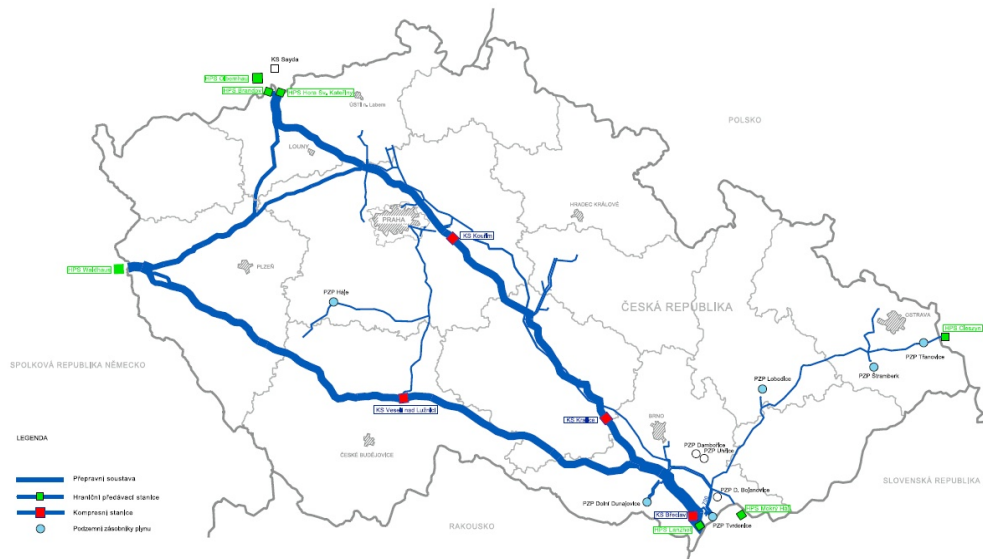 KS Sayda
HPS Olbernhau
HPS Brandov
HPS Hora Sv. Kateřiny
ÚSTÍ n. Labem
POLSKO
LOUNY
HRADEC KRÁLOVÉ
PRAHA
KS Kouřim
HPS Waidhaus
PLZEŇ
PZP Háje
ČESKÁ REPUBLIKA
OSTRAVA
HPS Cieszyn
PZP Třanovice
SPOLKOVÁ REPUBLIKA NĚMECKO
PZP Štramberk
PZP Lobodice
KS Veselí nad Lužnicí
KS Kralice
BRNO
LEGENDA
ČESKÉ BUDĚJOVICE
PZP Dambořice
PZP Uhřice
Přepravní soustava
SLOVENSKÁ REPUBLIKA
Hraniční předávací stanice
PZP D. Bojanovice
PZP Dolní Dunajovice
Kompresní stanice
KS Břeclav
HPS Mokrý Háj
PZP Tvrdonice
Podzemní zásobníky plynu
RAKOUSKO
HPS Lanžhot